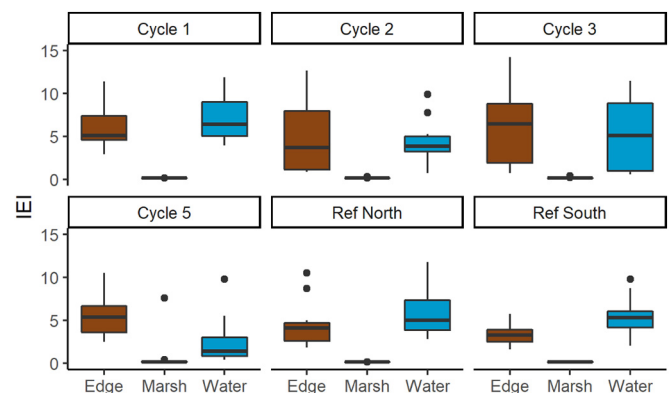 Cycle 1 Cycle 2 Cycle 3
15
10
5
0
IEI
Cycle 5 Ref North Ref South
15
10
5
0
Edge Marsh Water Edge Marsh Water Edge Marsh Water